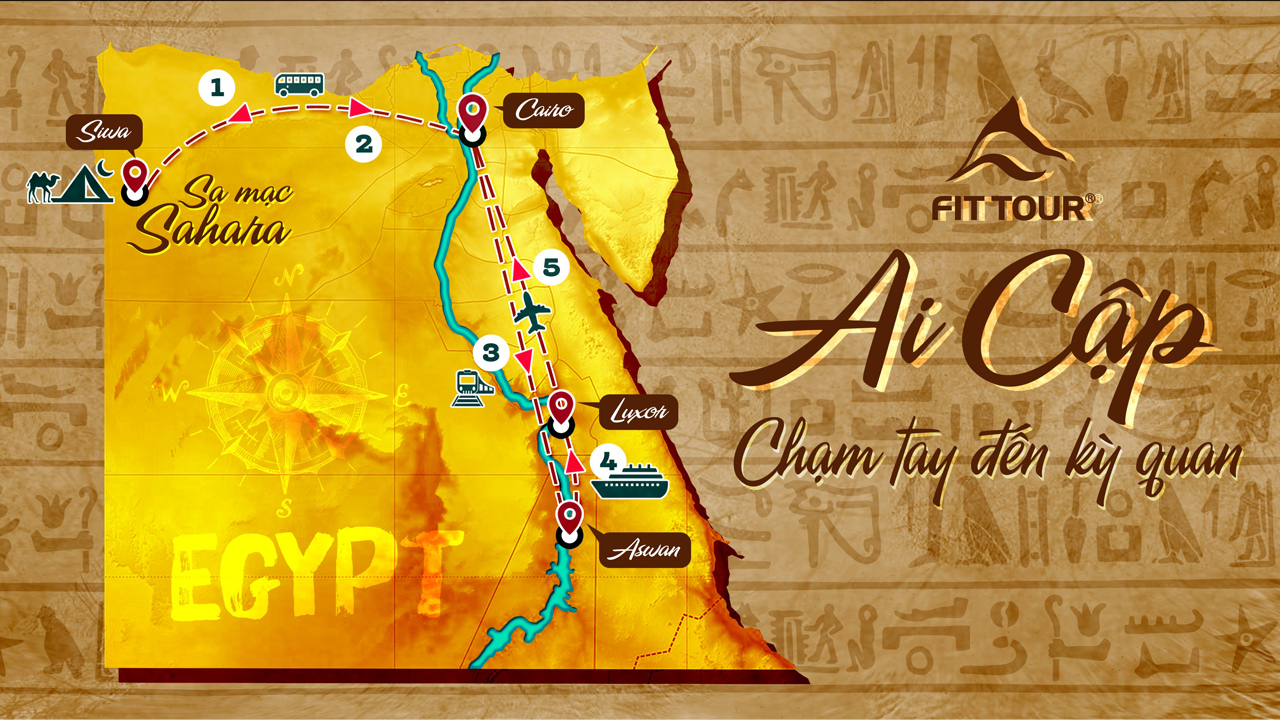 1
2
Cairo
Siwa
Sa mạc
Sahara
N
W
E
S
5
3
Luxor
4
Aswan
EGYPT
FIT TOUR®
Ai Cập
Chạm tay đến kỳ quan